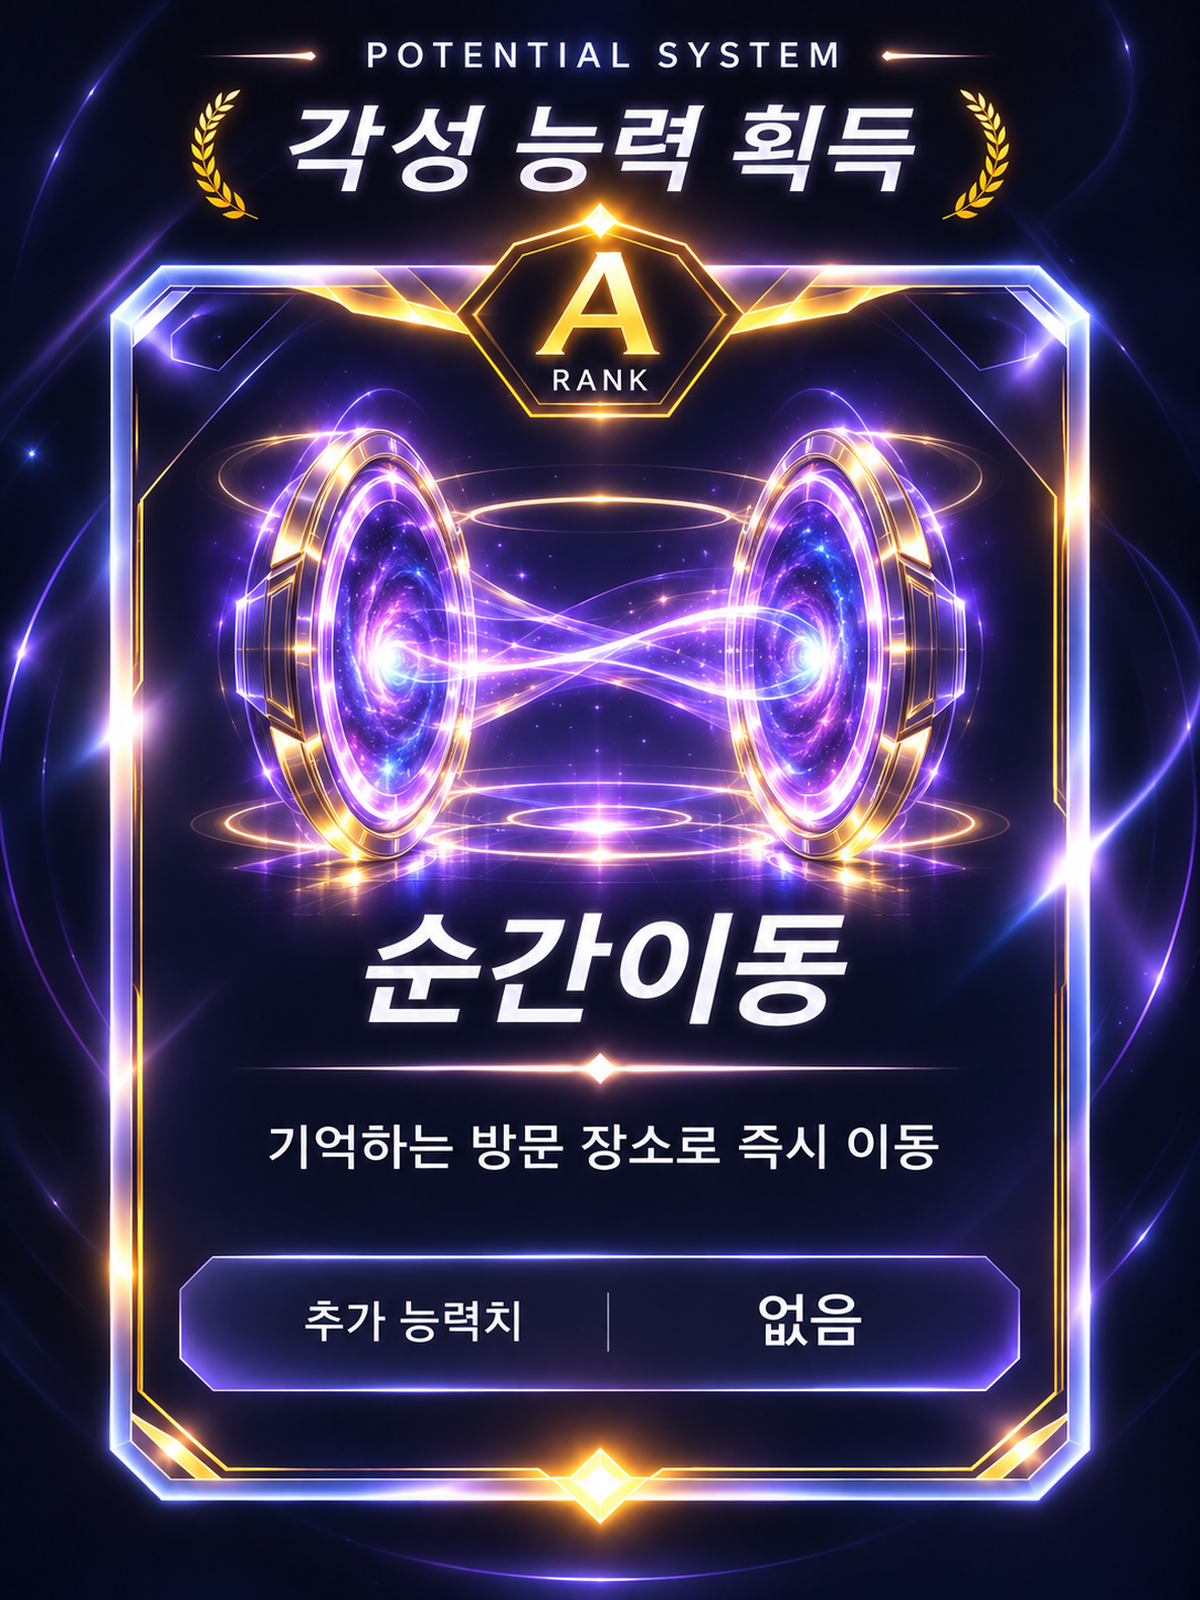 POTENTIAL SYSTEM
각성 능력 획득
A
RANK
순간이동
기억하는 방문 장소로 즉시 이동
추가 능력치 없음